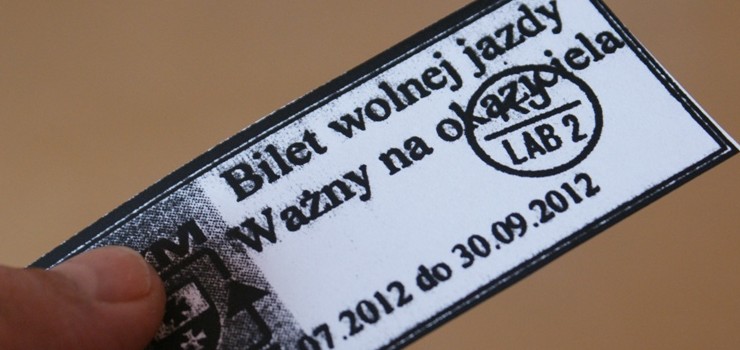 Bilet wolnej jazdy
Ważny na okaziciela
LAB 2
.07.2012 do 30.09.2012